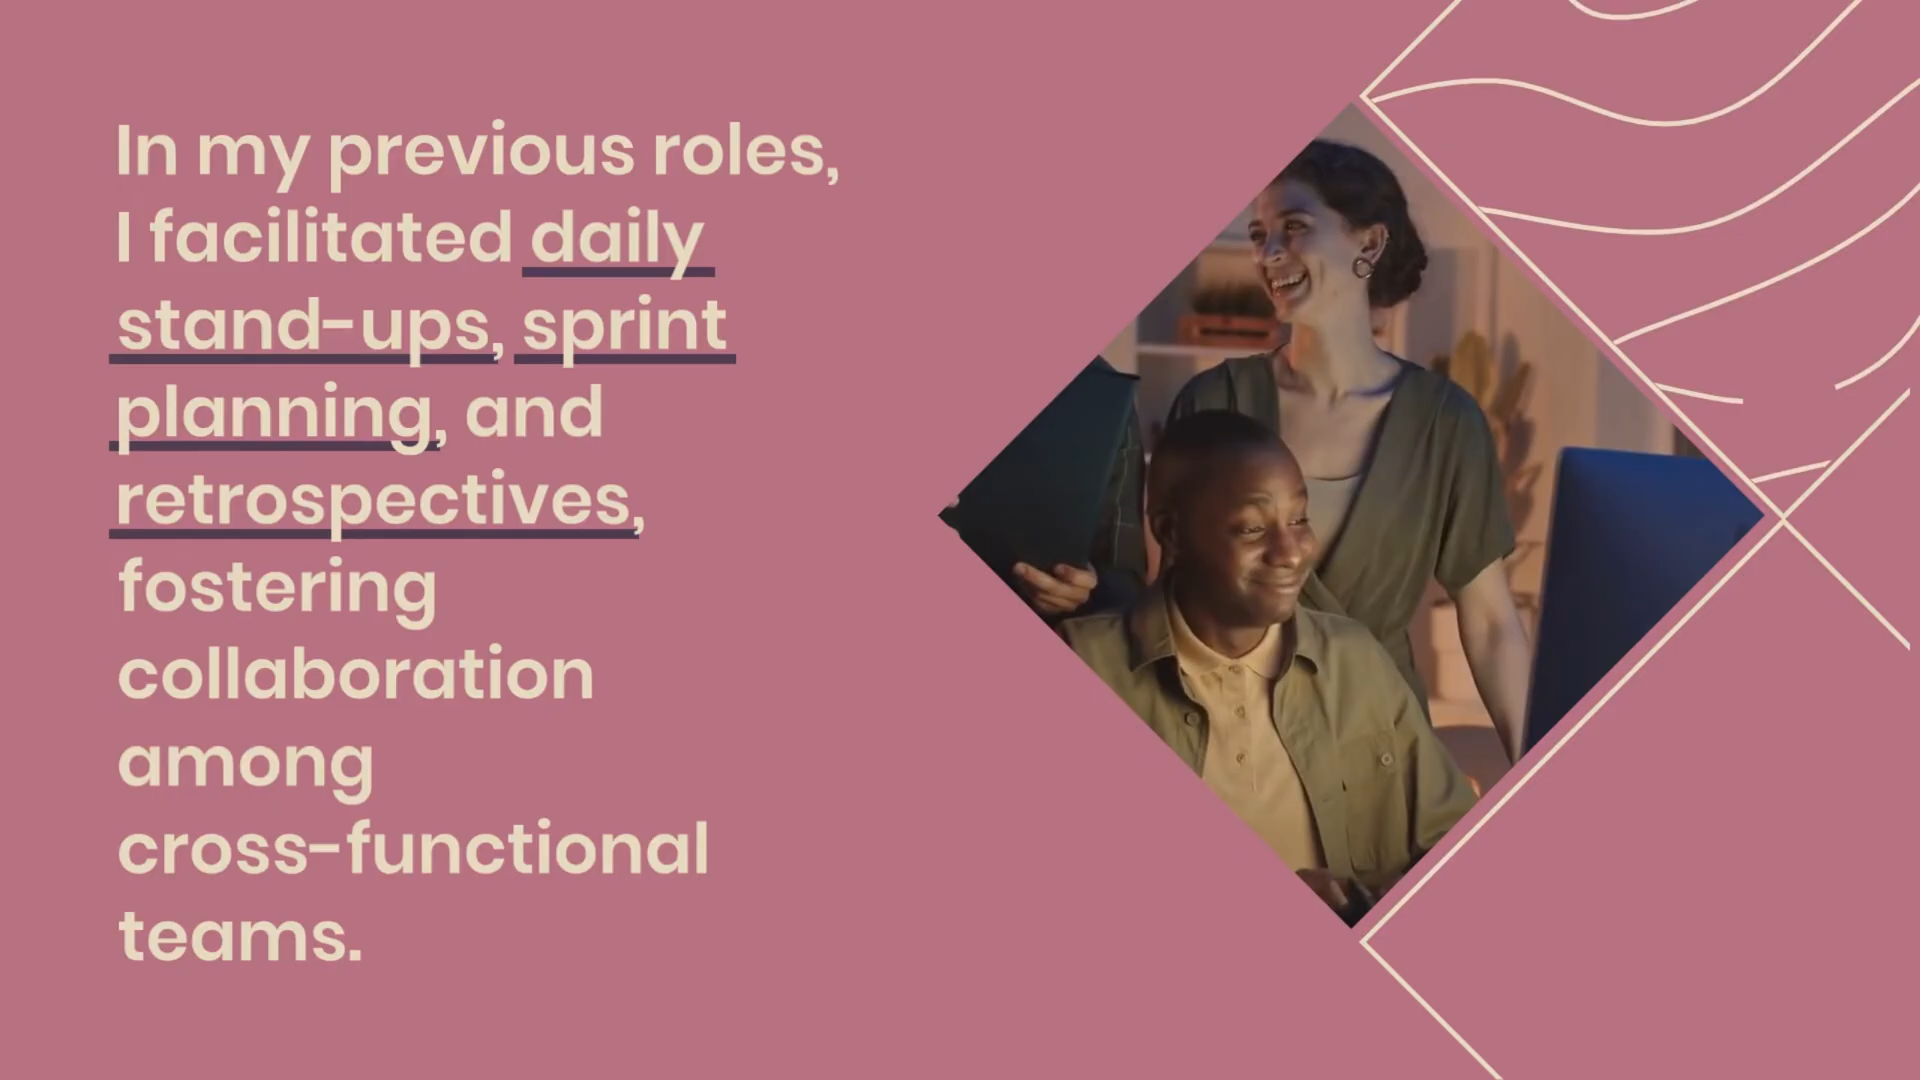 In my previous roles,
I facilitated daily
stand-ups, sprint
planning, and
retrospectives,
fostering
collaboration
among
cross-functional
teams.